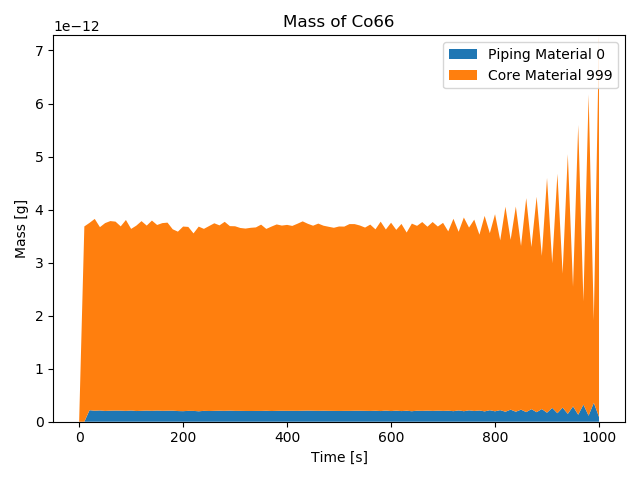 Mass of Co66
1e−12
Piping Material 0
Core Material 999
7
6
5
4
3
2
1
0
Mass [g]
0
200
400
600
800
1000
Time [s]